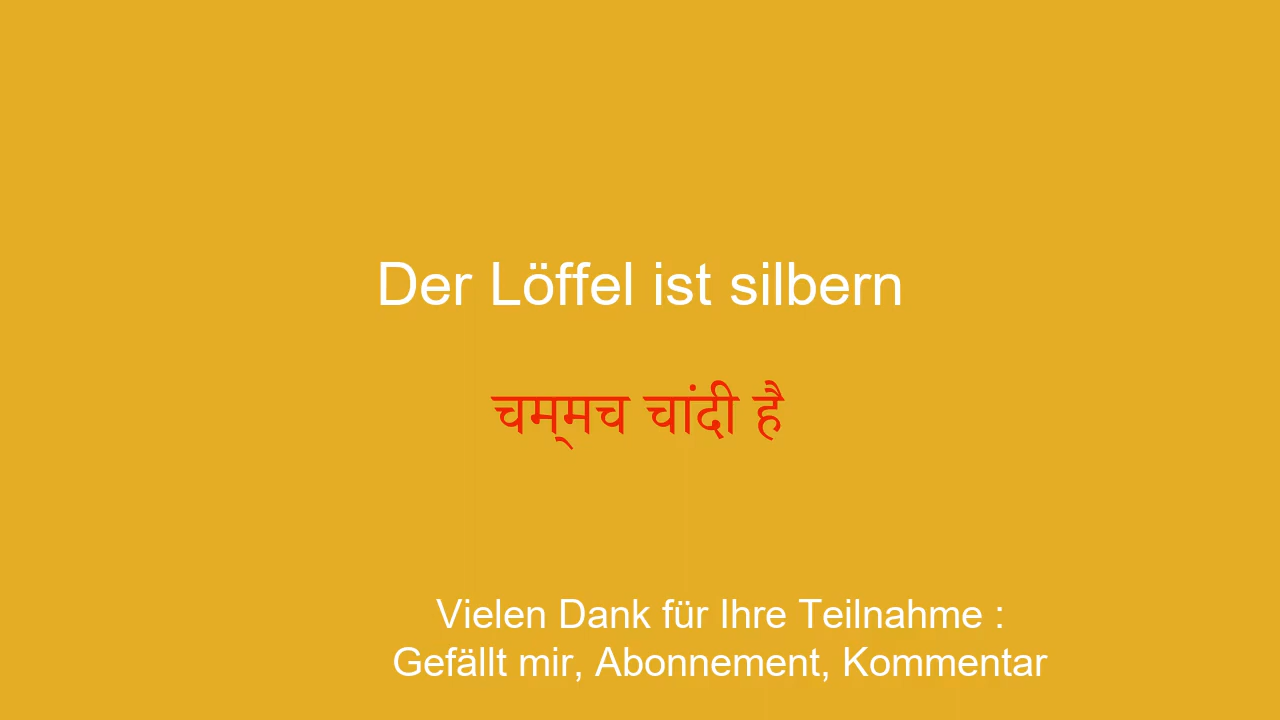 Der Löffel ist silbern
चम्मच चांदी है
Vielen Dank für Ihre Teilnahme :
Gefällt mir, Abonnement, Kommentar